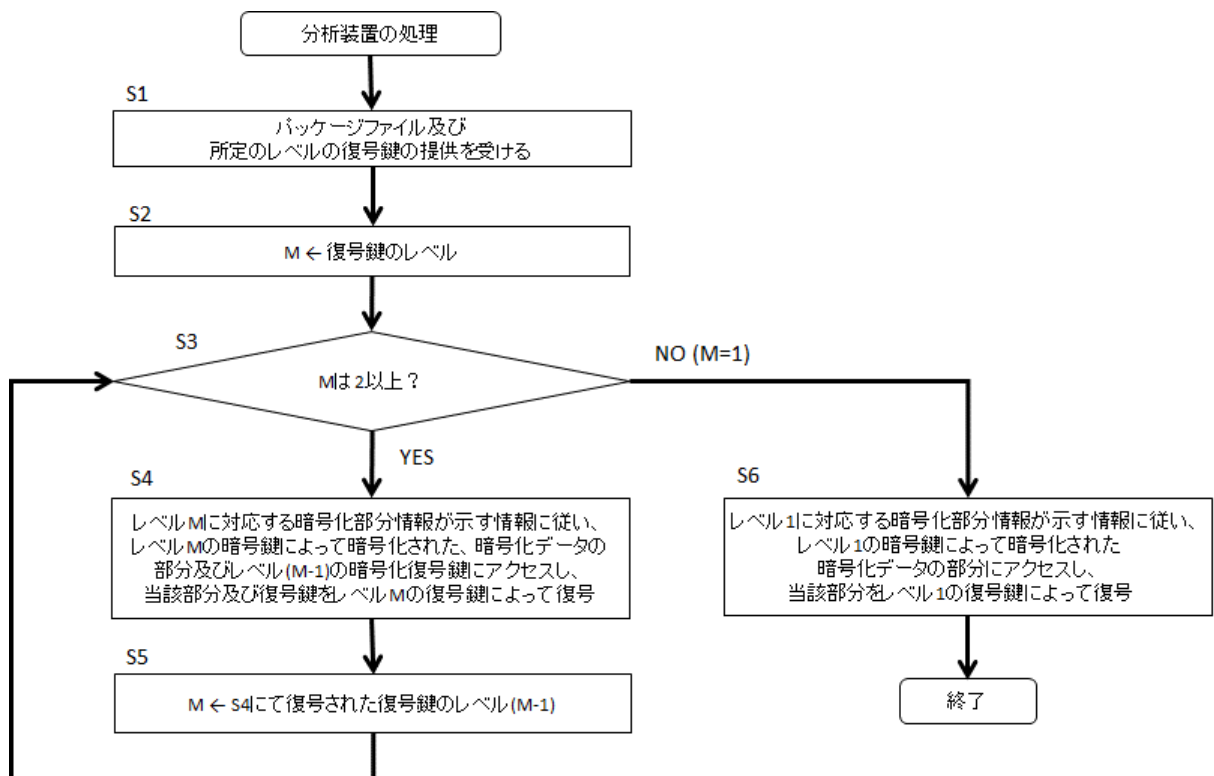 分析装置の処理
S1
パッケージファイル及び
所定のレベルの復号鍵の提供を受ける
S2
M ← 復号鍵のレベル
S3
Mは2以上？
NO (M=1)
YES
S4
レベルMに対応する暗号化部分情報が示す情報に従い、
レベルMの暗号鍵によって暗号化された、暗号化データの
部分及びレベル(M-1)の暗号化復号鍵にアクセスし、
当該部分及び復号鍵をレベルMの復号鍵によって復号
S5
M ← S4にて復号された復号鍵のレベル(M-1)
S6
レベル1に対応する暗号化部分情報が示す情報に従い、
レベル1の暗号鍵によって暗号化された
暗号化データの部分にアクセスし、
当該部分をレベル1の復号鍵によって復号
終了